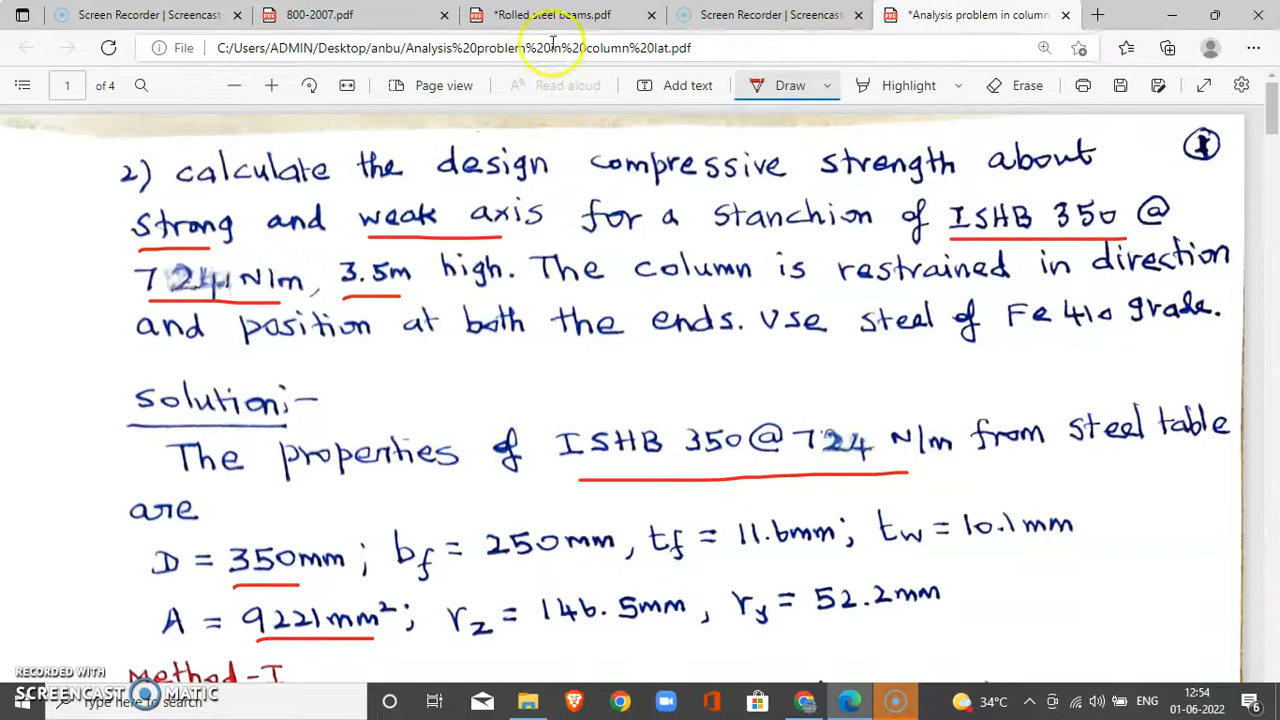 Screen Recorder | Screencast
800-2007.pdf
*Rolled steel beams.pdf
Screen Recorder | Screencast
*Analysis problem in column
File C:/Users/ADMIN/Desktop/anbu/Analysis%20problem%20in%20column%20lat.pdf
1 of 4
Page view
Read aloud
Add text
Draw
Highlight
Erase
1
2) calculate the design compressive strength about
strong and weak axis for a stanchion of ISHB 350 @
724 N/m, 3.5m high. The column is restrained in direction
and position at both the ends. Use steel of Fe 410 grade.
Solution:-
The properties of ISHB 350 @ 724 N/m from steel table
are
D = 350mm; bf = 250mm, tf = 11.6mm; tw = 10.1mm
A = 9221mm²; rz = 146.5mm, ry = 52.2mm
Method-I
RECORDED WITH
SCREENCAST MATIC
Type here to search
34°C
ENG
12:54
01-06-2022
6